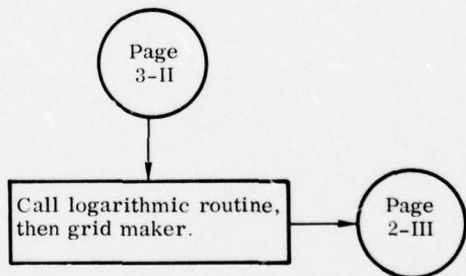 Page
3-II
Call logarithmic routine,
then grid maker.
Page
2-III